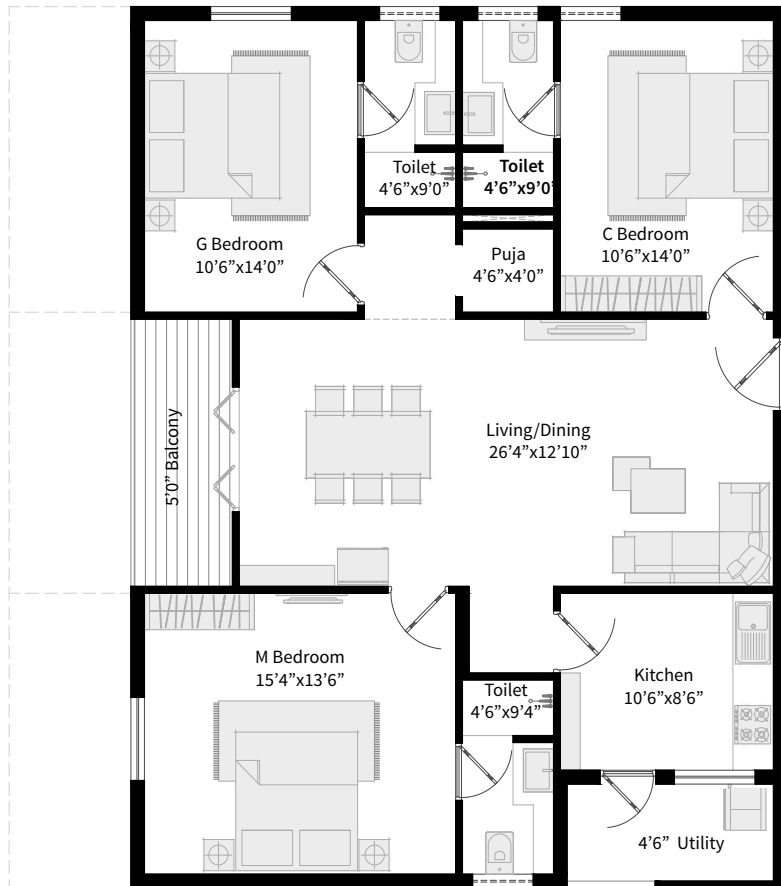 Toilet
4'6"x9'0"
Toilet
4'6"x9'0"
G Bedroom
10'6"x14'0"
Puja
4'6"x4'0"
C Bedroom
10'6"x14'0"
5'0" Balcony
Living/Dining
26'4"x12'10"
M Bedroom
15'4"x13'6"
Toilet
4'6"x9'4"
Kitchen
10'6"x8'6"
4'6" Utility